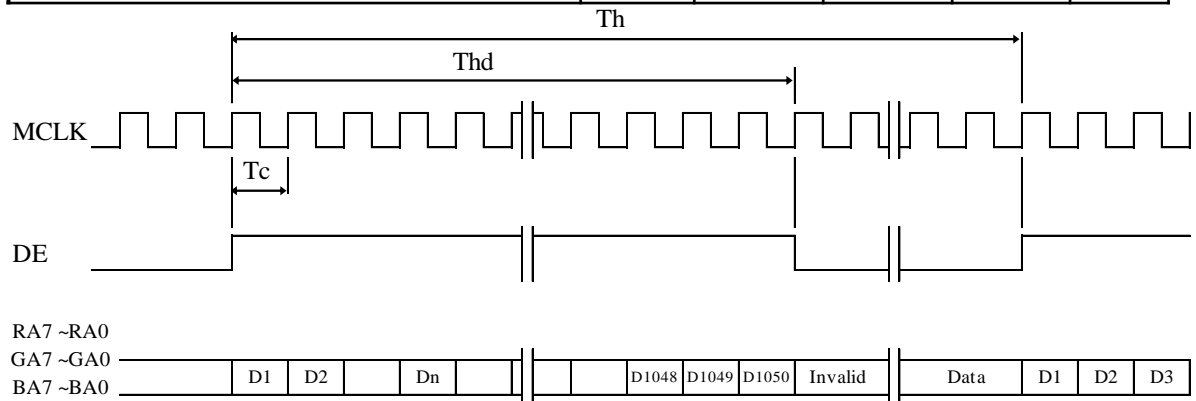 Th
Thd
MCLK
Tc
DE
RA7 ~RA0
GA7 ~GA0
BA7 ~BA0
D1 D2 Dn D1048 D1049 D1050 Invalid Data D1 D2 D3